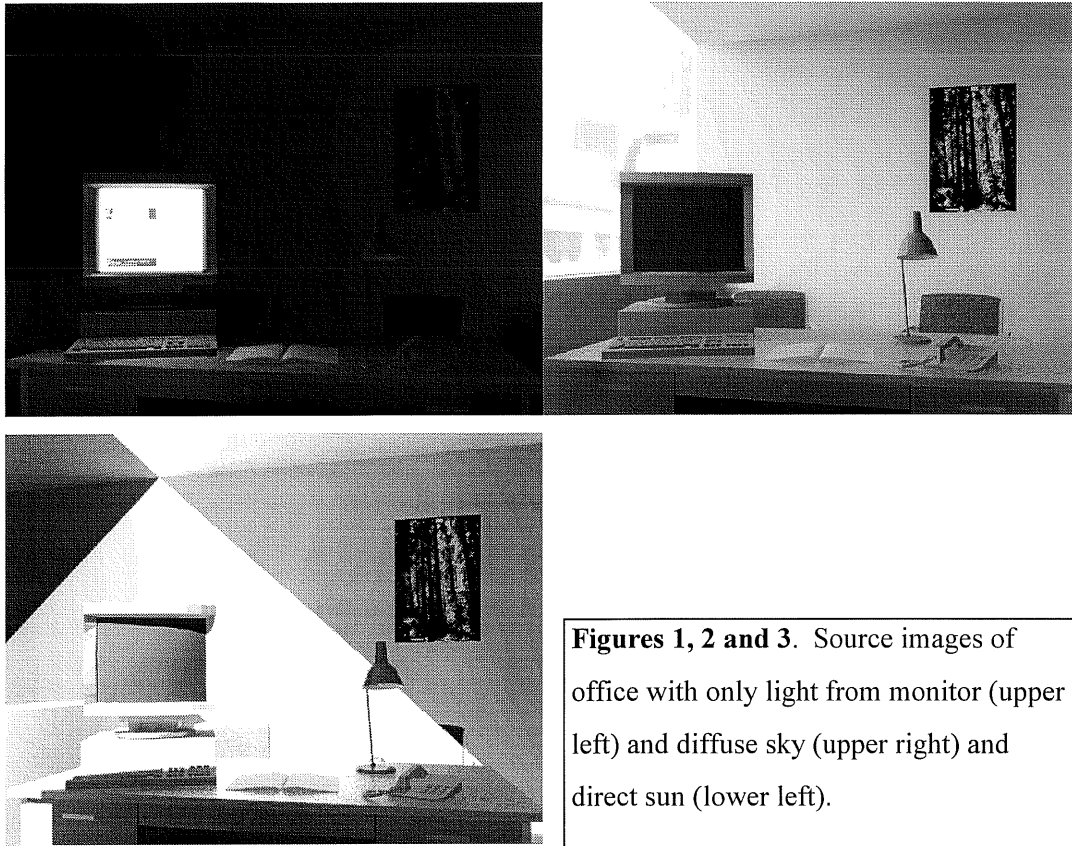 Figures 1, 2 and 3. Source images of
office with only light from monitor (upper
left) and diffuse sky (upper right) and
direct sun (lower left).